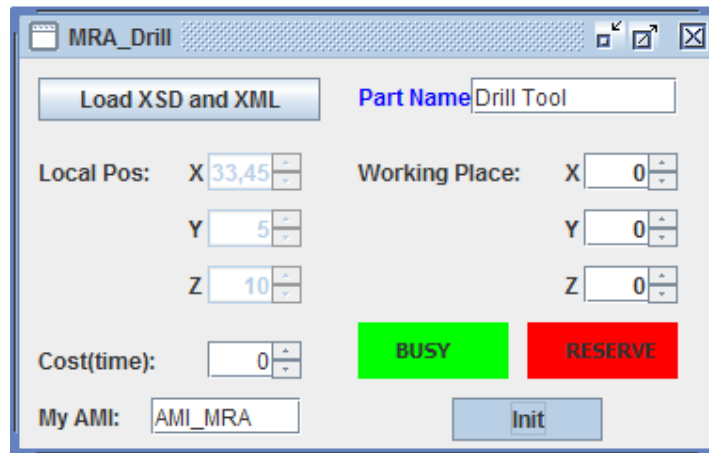 MRA_Drill
Load XSD and XML Part Name Drill Tool
Local Pos: X 33,45 Working Place: X 0
Y 5 Y 0
Z 10 Z 0
Cost(time): 0 BUSY RESERVE
My AMI: AMI_MRA Init